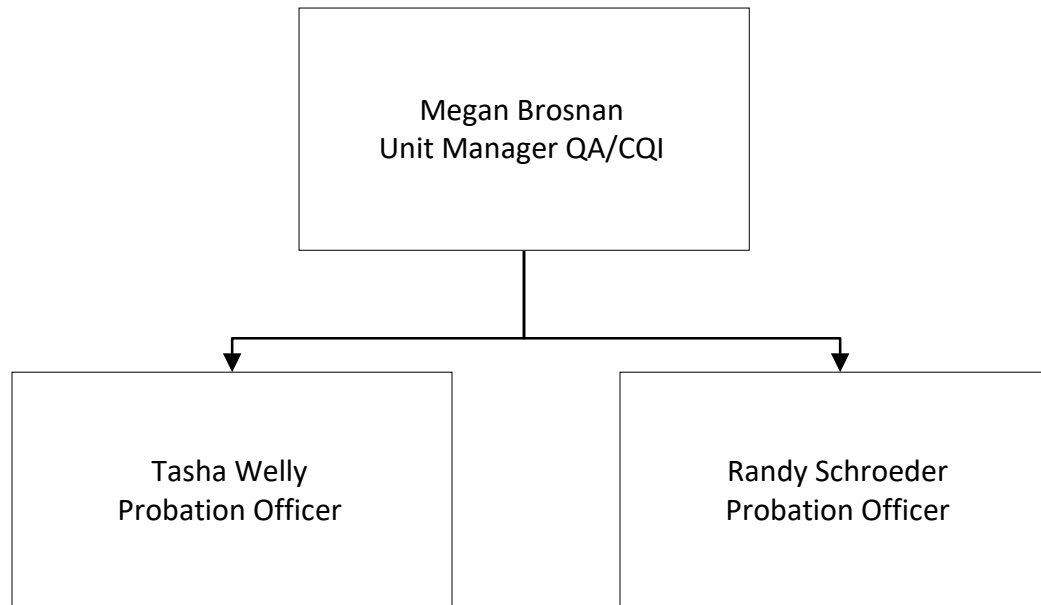 Megan Brosnan
Unit Manager QA/CQI
Tasha Welly
Probation Officer
Randy Schroeder
Probation Officer